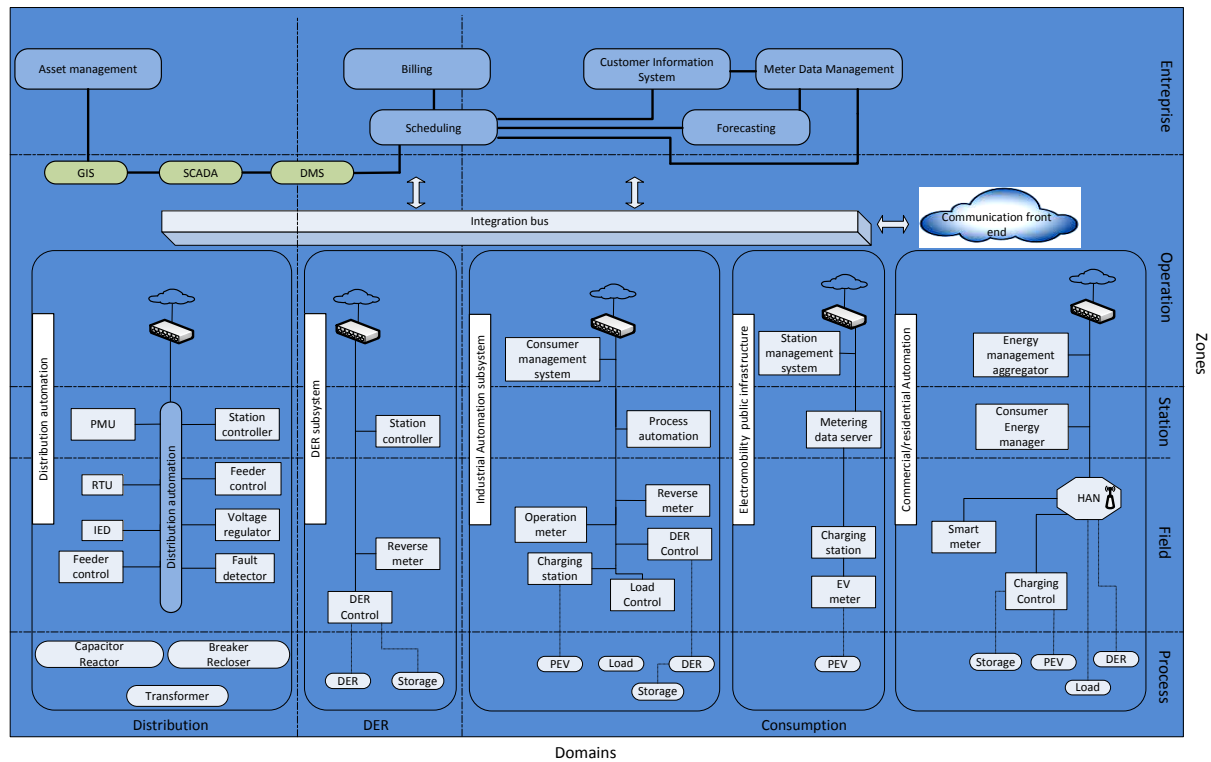 Asset management
Billing
Customer Information
System
Meter Data Management
Scheduling
Forecasting
Entreprise
GIS
SCADA
DMS
Integration bus
Communication front
end
Operation
Zones
Distribution automation
PMU
RTU
IED
Feeder
control
Distribution automation
Station
controller
Feeder
control
Voltage
regulator
Fault
detector
Capacitor
Reactor
Breaker
Recloser
Transformer
DER subsystem
Station
controller
Reverse
meter
DER
Control
DER
Storage
Industrial Automation subsystem
Consumer
management
system
Process
automation
Reverse
meter
Operation
meter
DER
Control
Charging
station
Load
Control
PEV
Load
DER
Storage
Electromobility public infrastructure
Station
management
system
Metering
data server
Charging
station
EV
meter
PEV
Commercial/residential Automation
Energy
management
aggregator
Consumer
Energy
manager
HAN
Smart
meter
Charging
Control
Storage
PEV
DER
Load
Station
Field
Process
Distribution
DER
Consumption
Domains